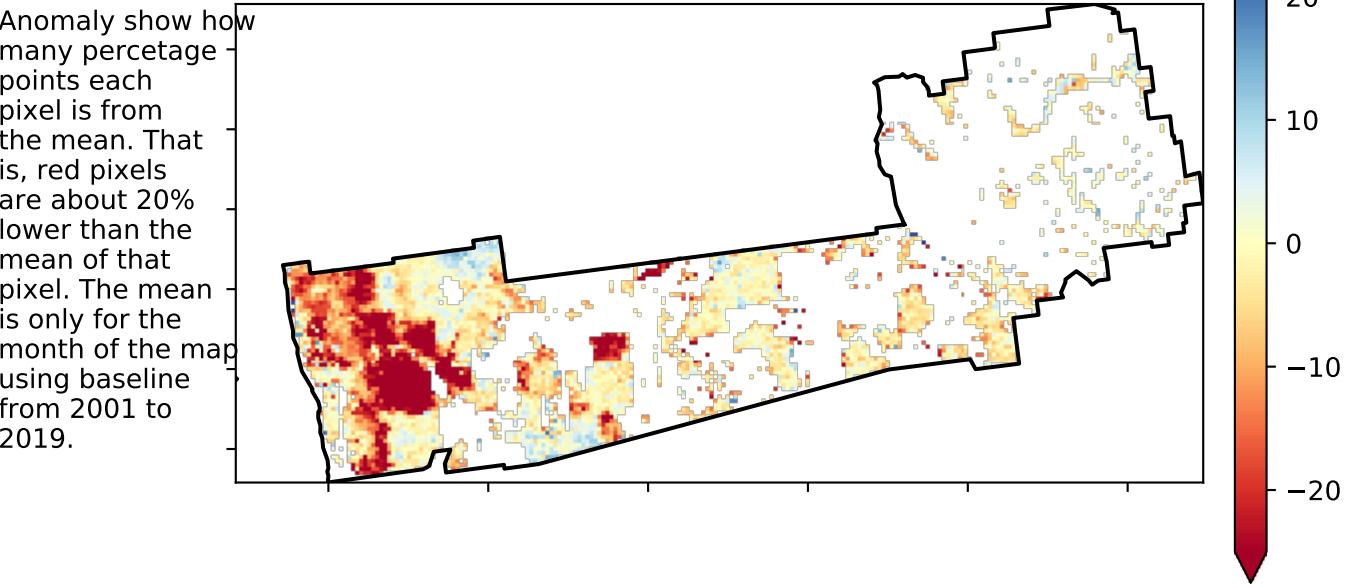 Anomaly show how
many percetage
points each
pixel is from
the mean. That
is, red pixels
are about 20%
lower than the
mean of that
pixel. The mean
is only for the
month of the map
using baseline
from 2001 to
2019.
20
10
0
−10
−20